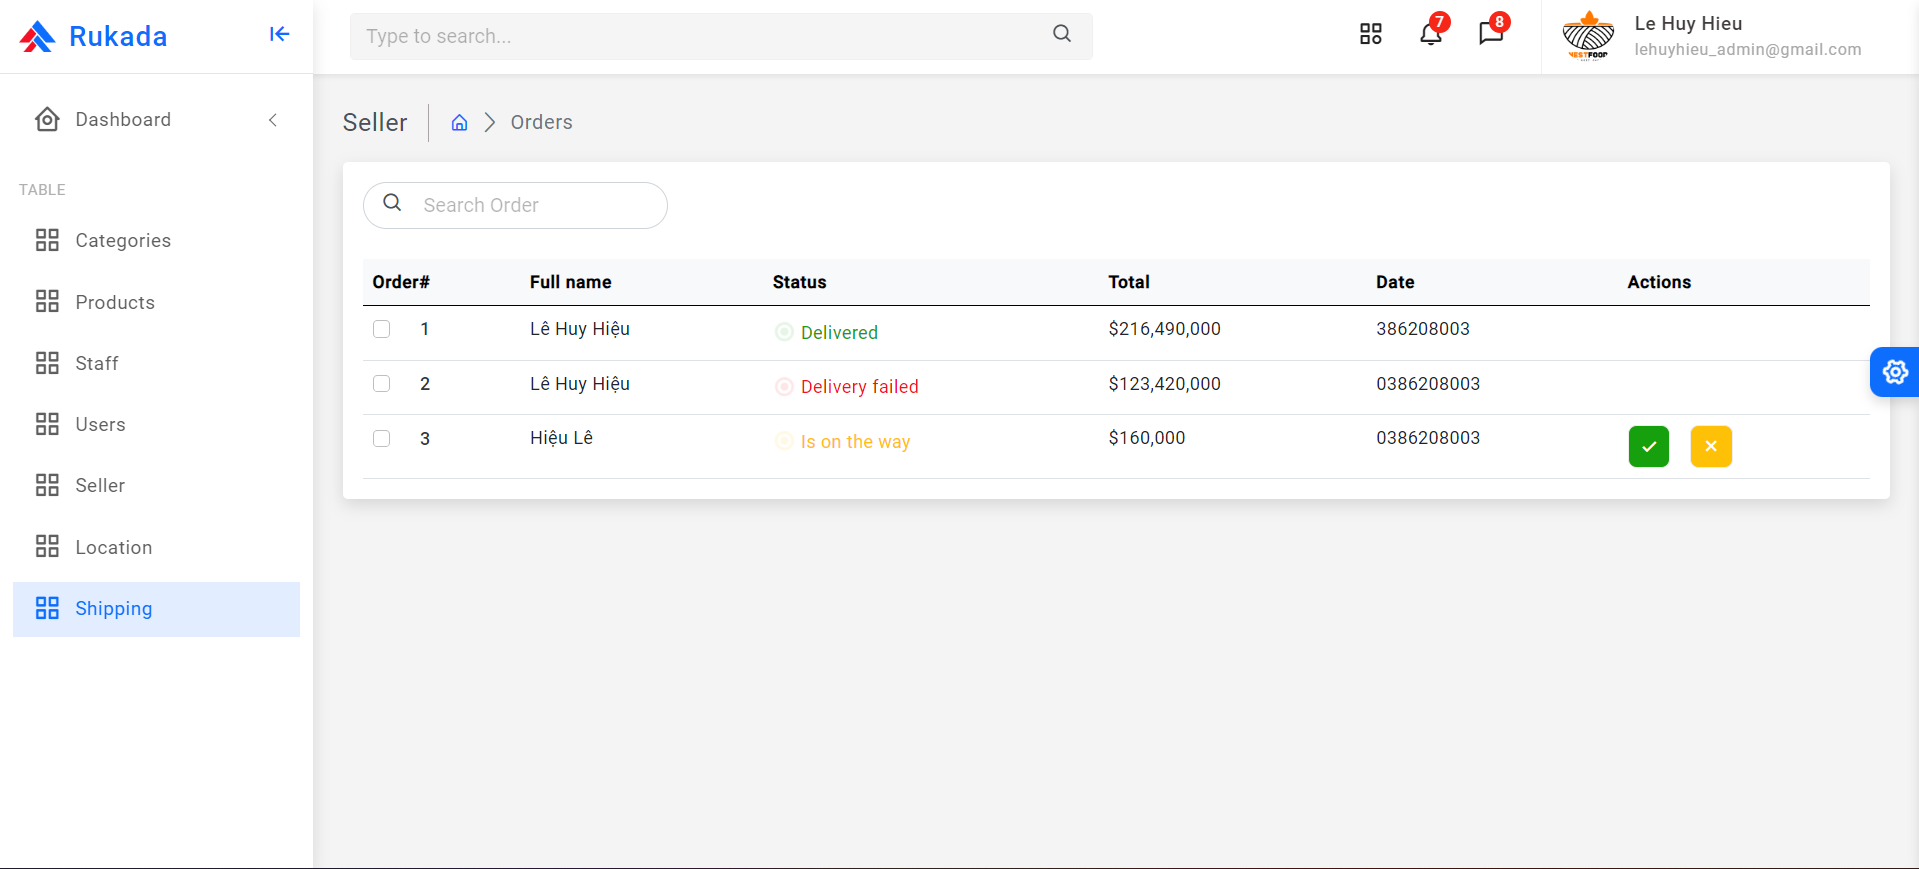 Rukada
Type to search...
7
8
Le Huy Hieu
lehuyhieu_admin@gmail.com
Dashboard
TABLE
Categories
Products
Staff
Users
Seller
Location
Shipping
Seller
Orders
Search Order
Order# Full name Status Total Date Actions
1 Lê Huy Hiệu Delivered $216,490,000 386208003
2 Lê Huy Hiệu Delivery failed $123,420,000 0386208003
3 Hiệu Lê Is on the way $160,000 0386208003